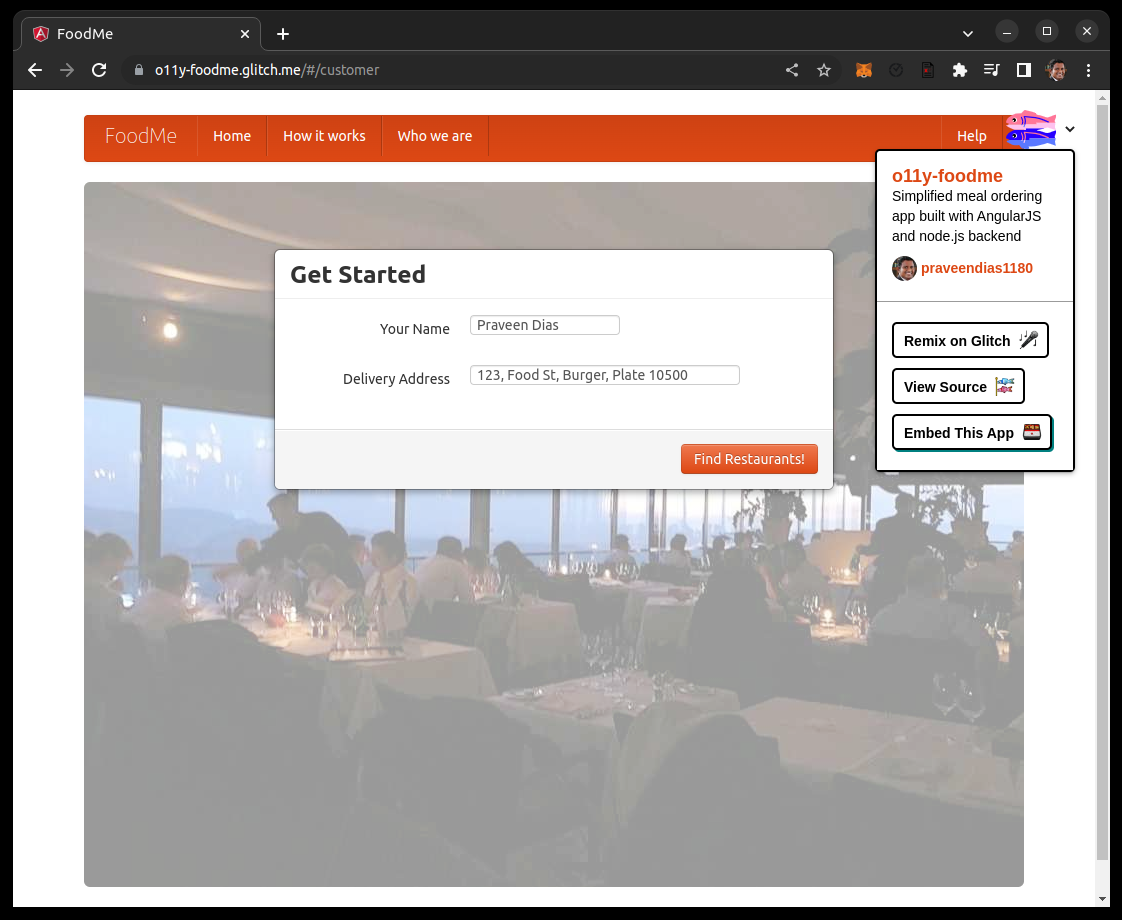 FoodMe
o11y-foodme.glitch.me/#/customer
FoodMe Home How it works Who we are Help
o11y-foodme
Simplified meal ordering
app built with AngularJS
and node.js backend
praveendias1180
Remix on Glitch
View Source
Embed This App
Get Started
Your Name Praveen Dias
Delivery Address 123, Food St, Burger, Plate 10500
Find Restaurants!